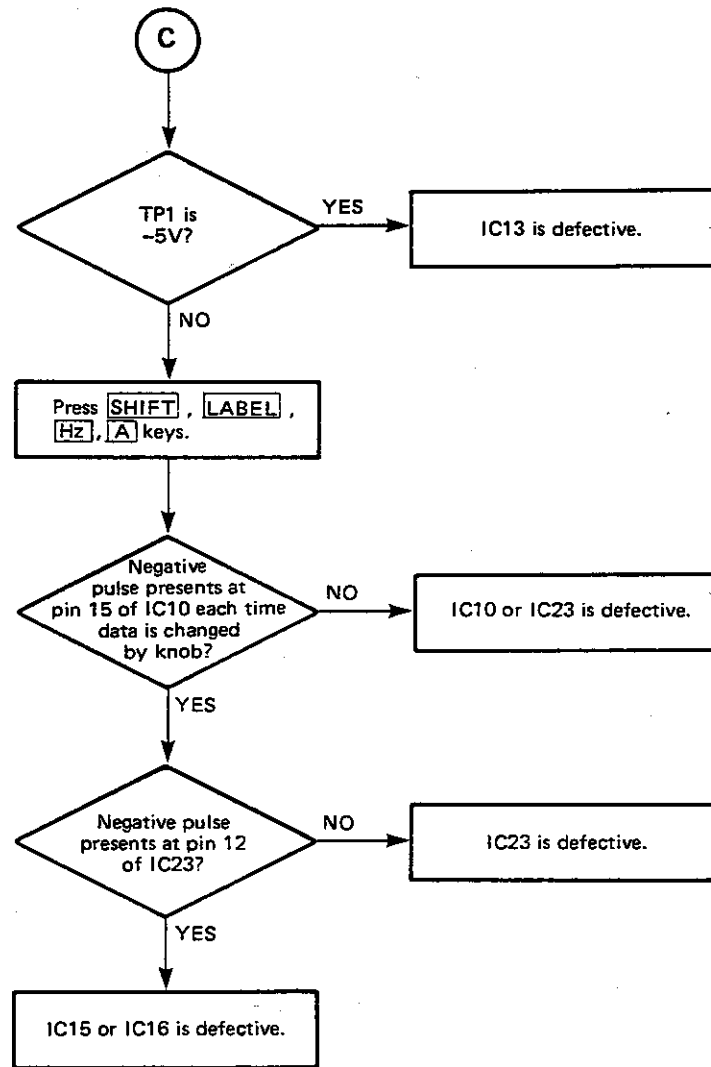 C
TP1 is
~5V?
YES
IC13 is defective.
NO
Press SHIFT , LABEL ,
Hz , A keys.
Negative
pulse presents at
pin 15 of IC10 each time
data is changed
by knob?
NO
IC10 or IC23 is defective.
YES
Negative pulse
presents at pin 12
of IC23?
NO
IC23 is defective.
YES
IC15 or IC16 is defective.